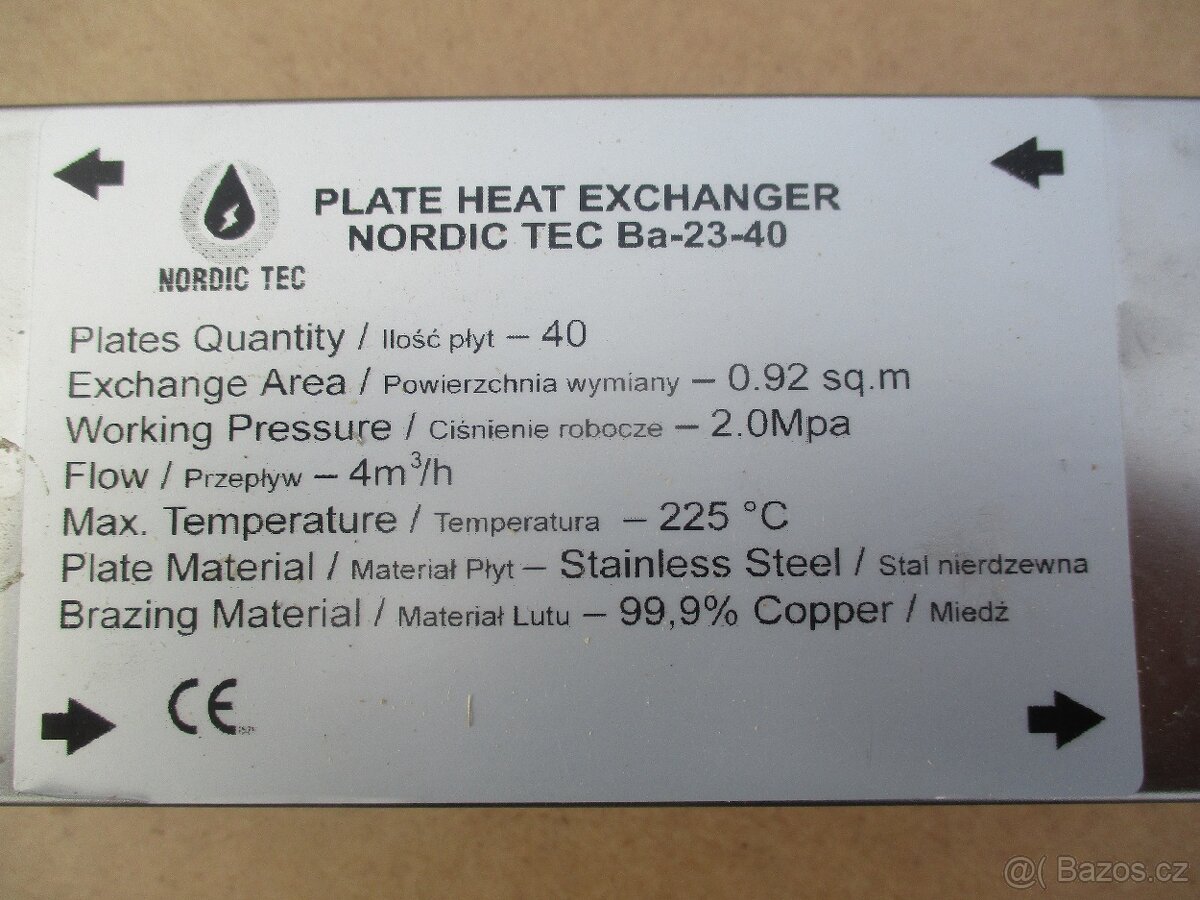 PLATE HEAT EXCHANGER
NORDIC TEC Ba-23-40
NORDIC TEC
Plates Quantity / Ilość płyt – 40
Exchange Area / Powierzchnia wymiany – 0.92 sq.m
Working Pressure / Ciśnienie robocze – 2.0Mpa
Flow / Przepływ – 4m³/h
Max. Temperature / Temperatura – 225 °C
Plate Material / Materiał Płyt – Stainless Steel / Stal nierdzewna
Brazing Material / Materiał Lutu – 99,9% Copper / Miedź
CE
@( Bazos.cz